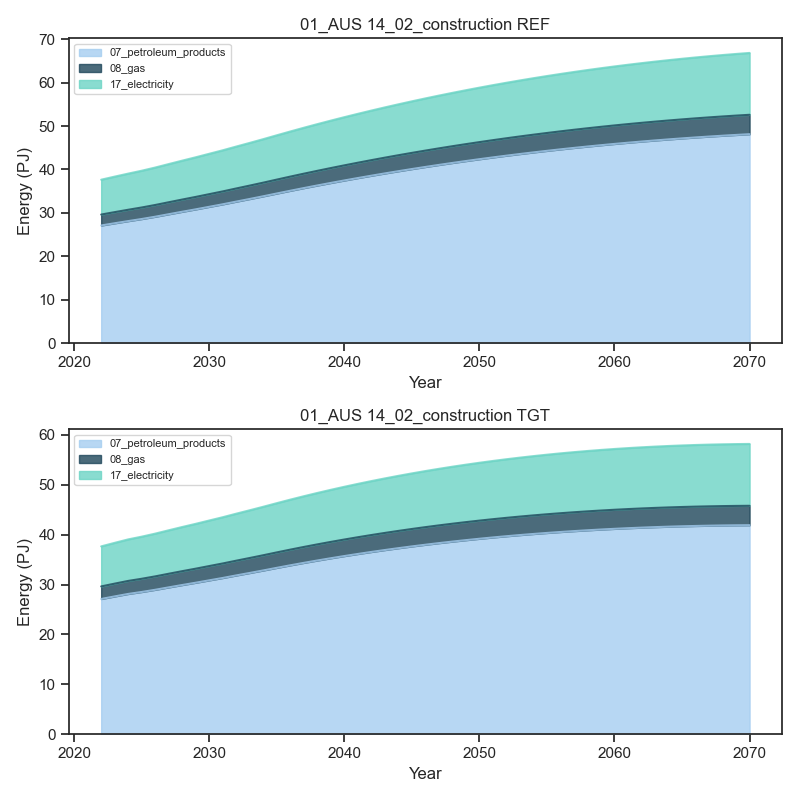 01_AUS 14_02_construction REF
07_petroleum_products
08_gas
17_electricity
Energy (PJ)
70
60
50
40
30
20
10
0
2020 2030 2040 2050 2060 2070
Year
01_AUS 14_02_construction TGT
07_petroleum_products
08_gas
17_electricity
Energy (PJ)
60
50
40
30
20
10
0
2020 2030 2040 2050 2060 2070
Year